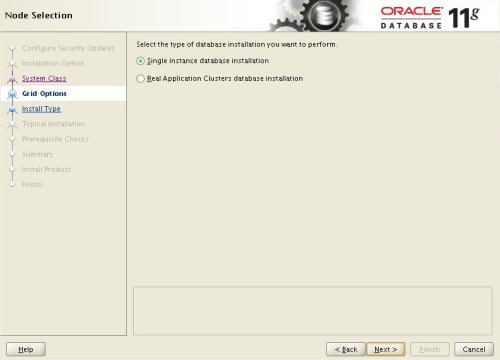 Node Selection
ORACLE
DATABASE
11g
Configure Security Updates
Installation Option
System Class
Grid Options
Install Type
Typical Installation
Prerequisite Checks
Summary
Install Product
Finish
Select the type of database installation you want to perform.
Single instance database installation
Real Application Clusters database installation
Help
< Back
Next >
Finish
Cancel